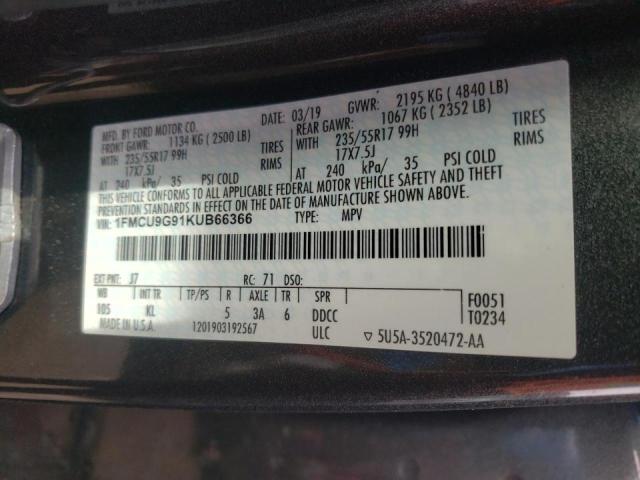 MFD. BY FORD MOTOR CO.
DATE: 03/19 GVWR: 2195 KG ( 4840 LB)
FRONT GAWR: 1134 KG ( 2500 LB) REAR GAWR: 1067 KG ( 2352 LB)
WITH 235/55R17 99H TIRES WITH 235/55R17 99H TIRES
17X7.5J RIMS 17X7.5J RIMS
AT 240 kPa/ 35 PSI COLD AT 240 kPa/ 35 PSI COLD
THIS VEHICLE CONFORMS TO ALL APPLICABLE FEDERAL MOTOR VEHICLE SAFETY AND THEFT
PREVENTION STANDARDS IN EFFECT ON THE DATE OF MANUFACTURE SHOWN ABOVE.
VIN: 1FMCU9G91KUB66366 TYPE: MPV
EXT PNT: J7 RC: 71 DSO:
WB INT TR TP/PS R AXLE TR SPR F0051
105 KL 5 3A 6 DDCC T0234
MADE IN U.S.A. 1201903192567 ULC ▽ 5U5A-3520472-AA